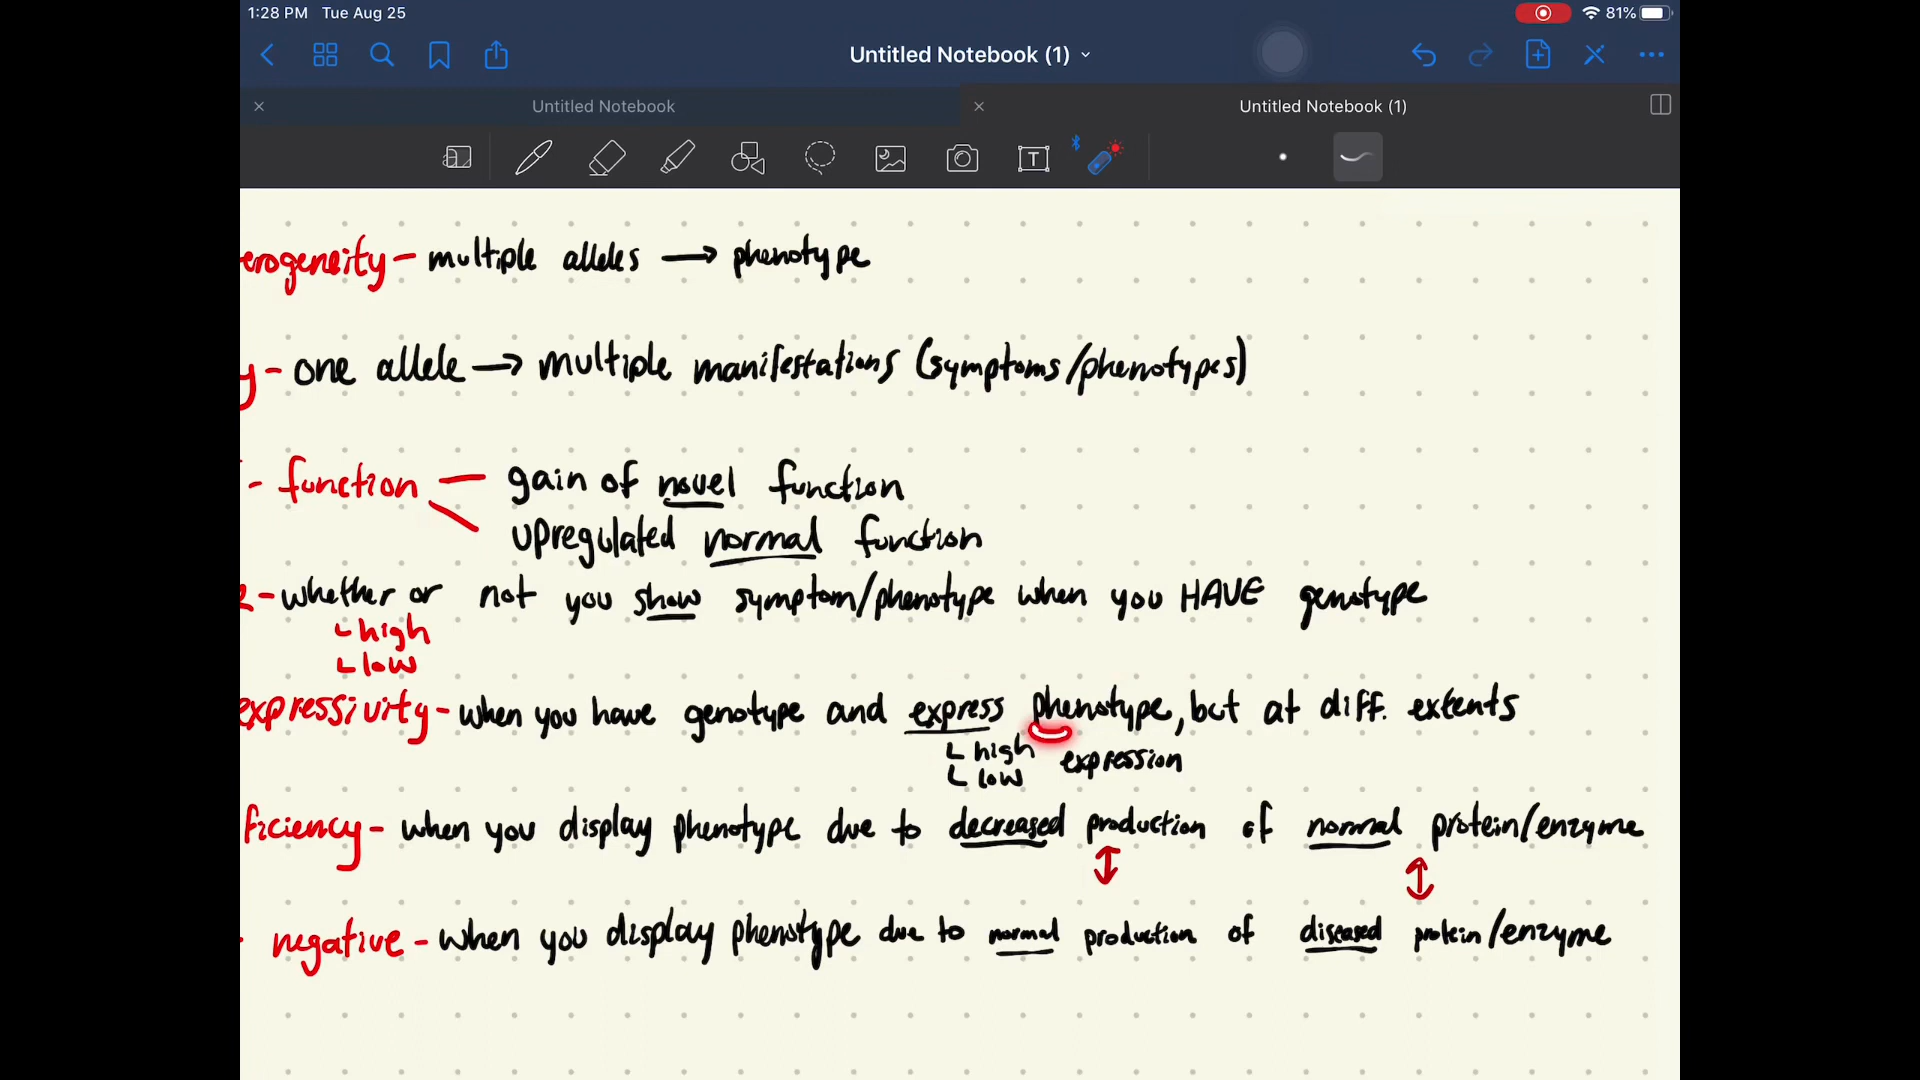 1:28 PM Tue Aug 25
81%
Untitled Notebook (1)
Untitled Notebook
Untitled Notebook (1)
T
erogeneity - multiple alleles → phenotype
y - one allele → multiple manifestations (symptoms/phenotypes)
- function — gain of novel function
upregulated normal function
e - whether or not you show symptom/phenotype when you HAVE genotype
high
low
expressivity - when you have genotype and express phenotype, but at diff. extents
high
low expression
ficiency - when you display phenotype due to decreased production of normal protein/enzyme
negative - when you display phenotype due to normal production of diseased protein/enzyme